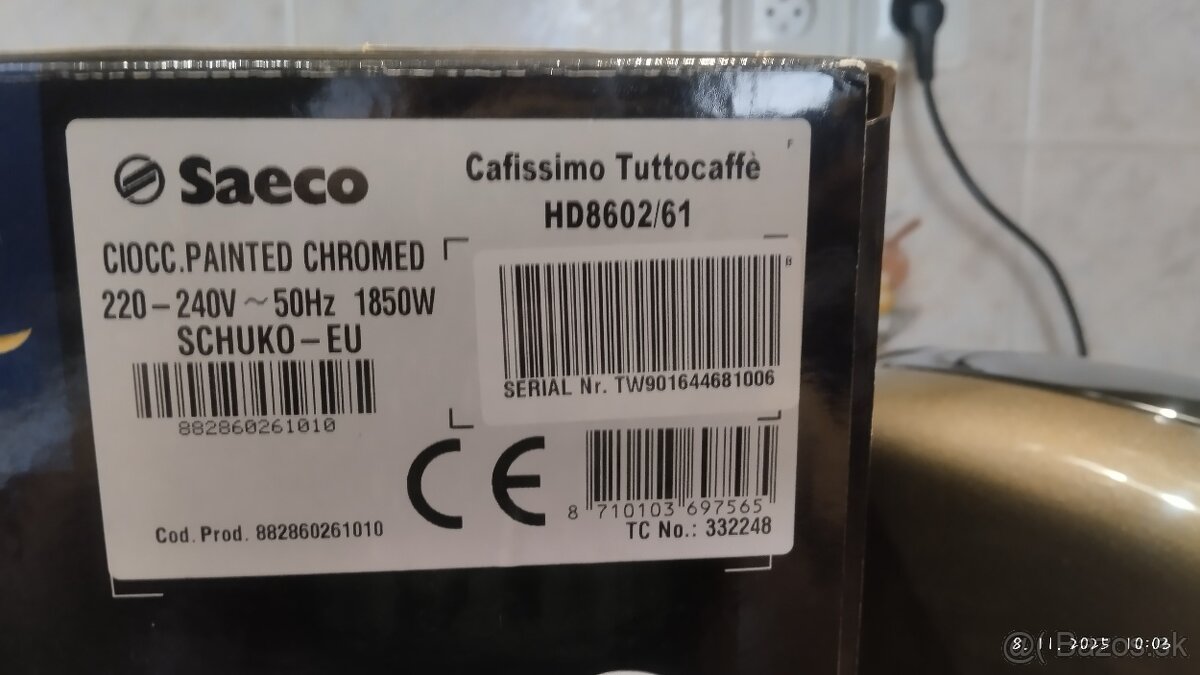 Saeco
CIOCC.PAINTED CHROMED
220-240V ~ 50Hz 1850W
SCHUKO-EU
882860261010
Cod. Prod. 882860261010
Cafissimo Tuttocaffè
HD8602/61
F
B
SERIAL Nr. TW901644681006
CE
8 710103 697565
TC No.: 332248
8.11.2025 10:03
Bazos.sk